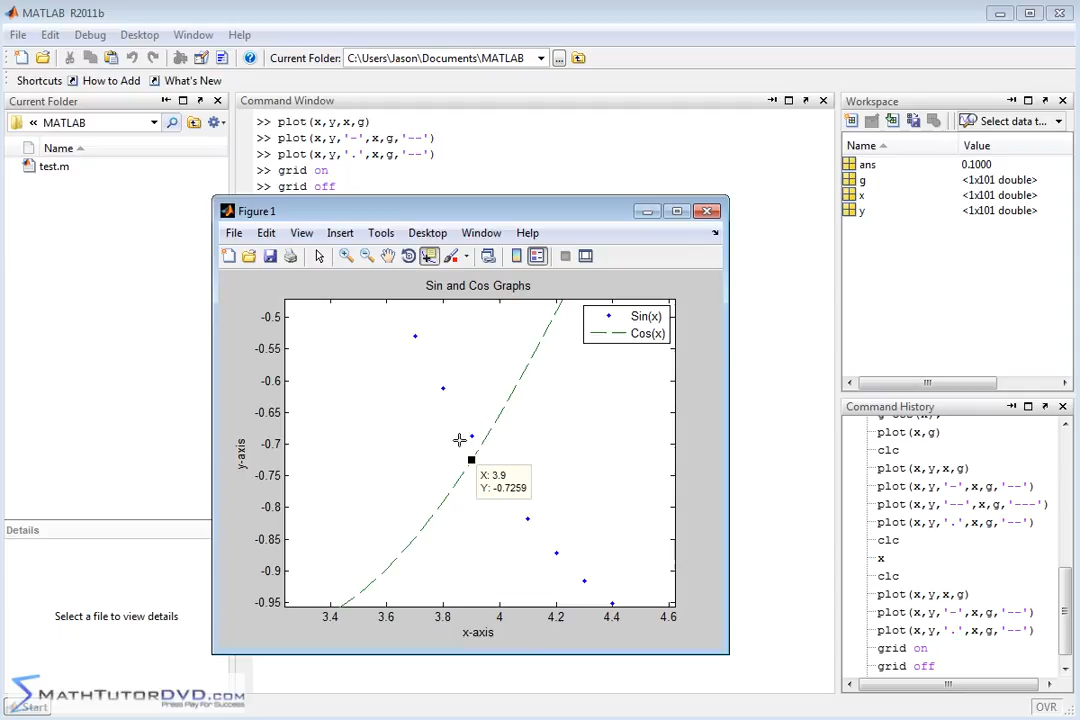 MATLAB R2011b
File Edit Debug Desktop Window Help
Current Folder: C:\Users\Jason\Documents\MATLAB ...
Shortcuts How to Add What's New
Current Folder
« MATLAB
Name
test.m
Details
Select a file to view details
Start
Command Window
>> plot(x,y,x,g)
>> plot(x,y,'-',x,g,'--')
>> plot(x,y,'.',x,g,'--')
>> grid on
>> grid off
Figure 1
File Edit View Insert Tools Desktop Window Help
Sin and Cos Graphs
Sin(x)
Cos(x)
-0.5
-0.55
-0.6
-0.65
-0.7
-0.75
-0.8
-0.85
-0.9
-0.95
y-axis
X: 3.9
Y: -0.7259
3.4 3.6 3.8 4 4.2 4.4 4.6
x-axis
Workspace
Select data t...
Name Value
ans 0.1000
g <1x101 double>
x <1x101 double>
y <1x101 double>
Command History
plot(x,g)
clc
plot(x,y,x,g)
plot(x,y,'-',x,g,'--')
plot(x,y,'--',x,g,'---')
plot(x,y,'.',x,g,'--')
clc
x
clc
plot(x,y,x,g)
plot(x,y,'-',x,g,'--')
plot(x,y,'.',x,g,'--')
grid on
grid off
OVR
MATHTUTORDVD.COM
Press Play For Success